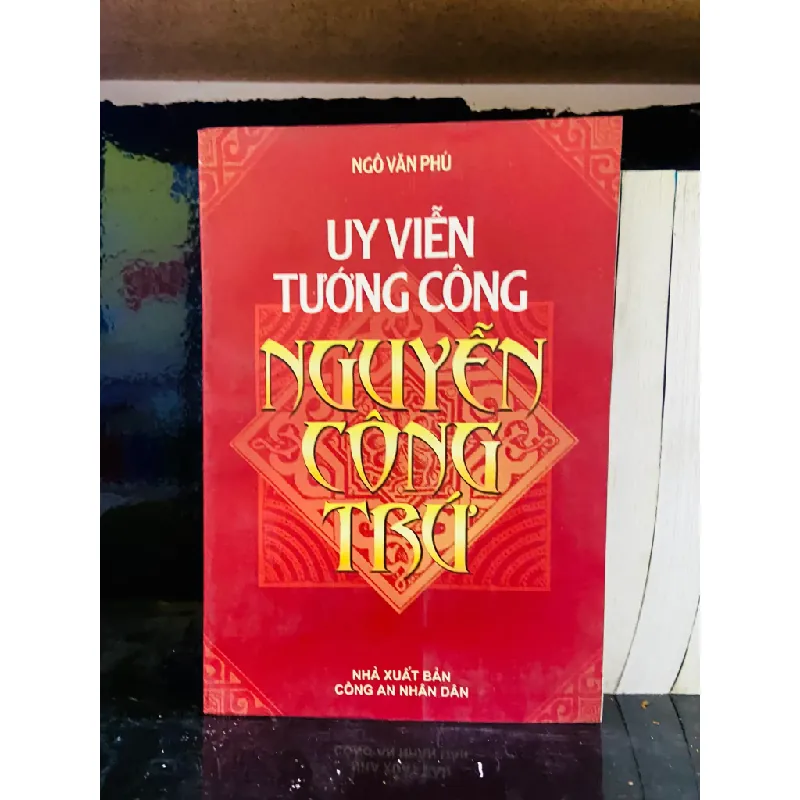 NGÔ VĂN PHÚ
UY VIỄN
TƯỚNG CÔNG
NGUYỄN
CÔNG
TRỨ
NHÀ XUẤT BẢN
CÔNG AN NHÂN DÂN